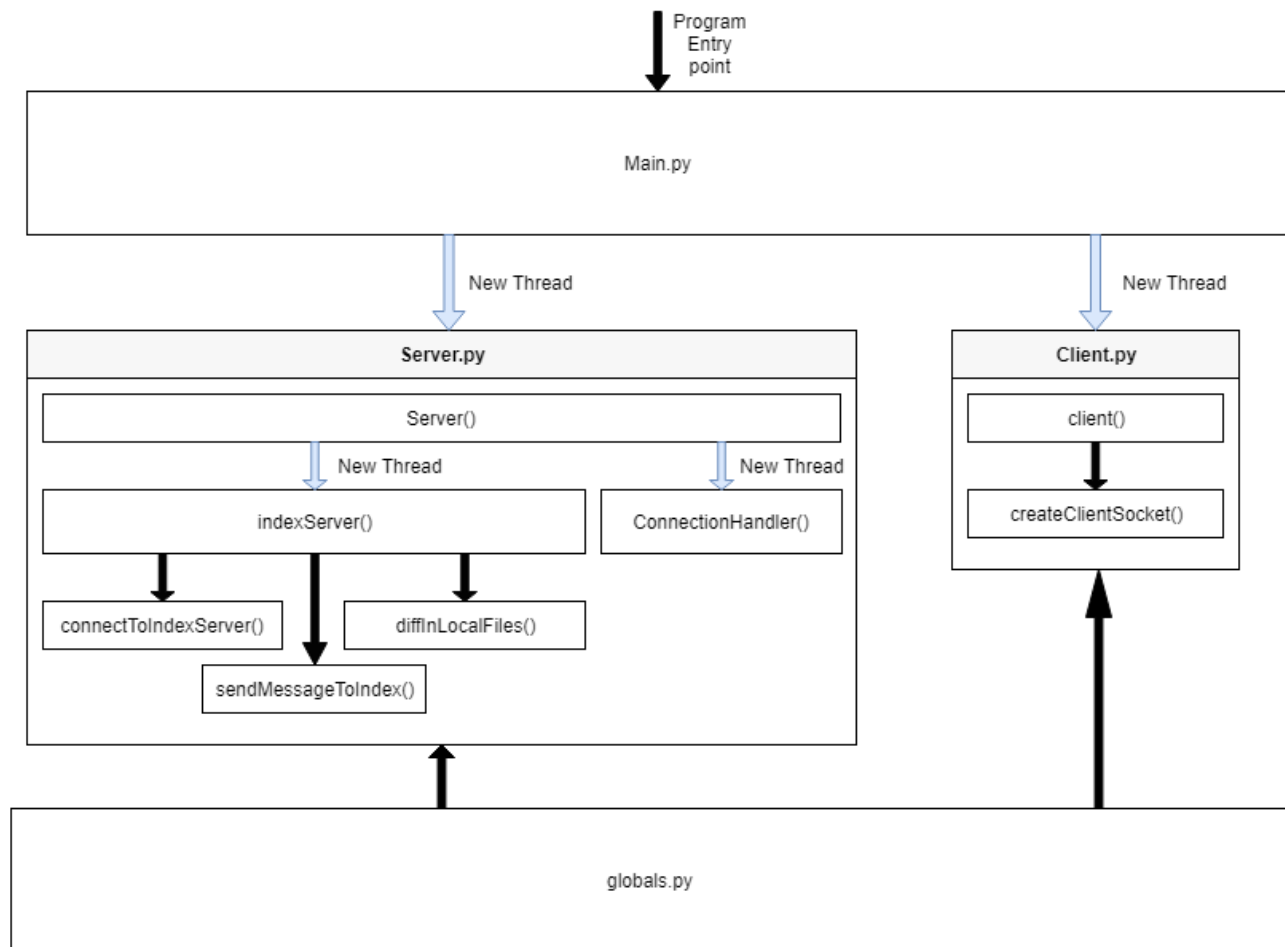 Program
Entry
point
Main.py
New Thread
New Thread
Server.py
Client.py
Server()
client()
New Thread
New Thread
indexServer()
ConnectionHandler()
createClientSocket()
connectToIndexServer()
diffInLocalFiles()
sendMessageToIndex()
globals.py